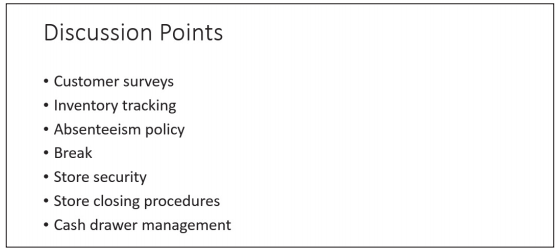 Discussion Points
• Customer surveys
• Inventory tracking
• Absenteeism policy
• Break
• Store security
• Store closing procedures
• Cash drawer management